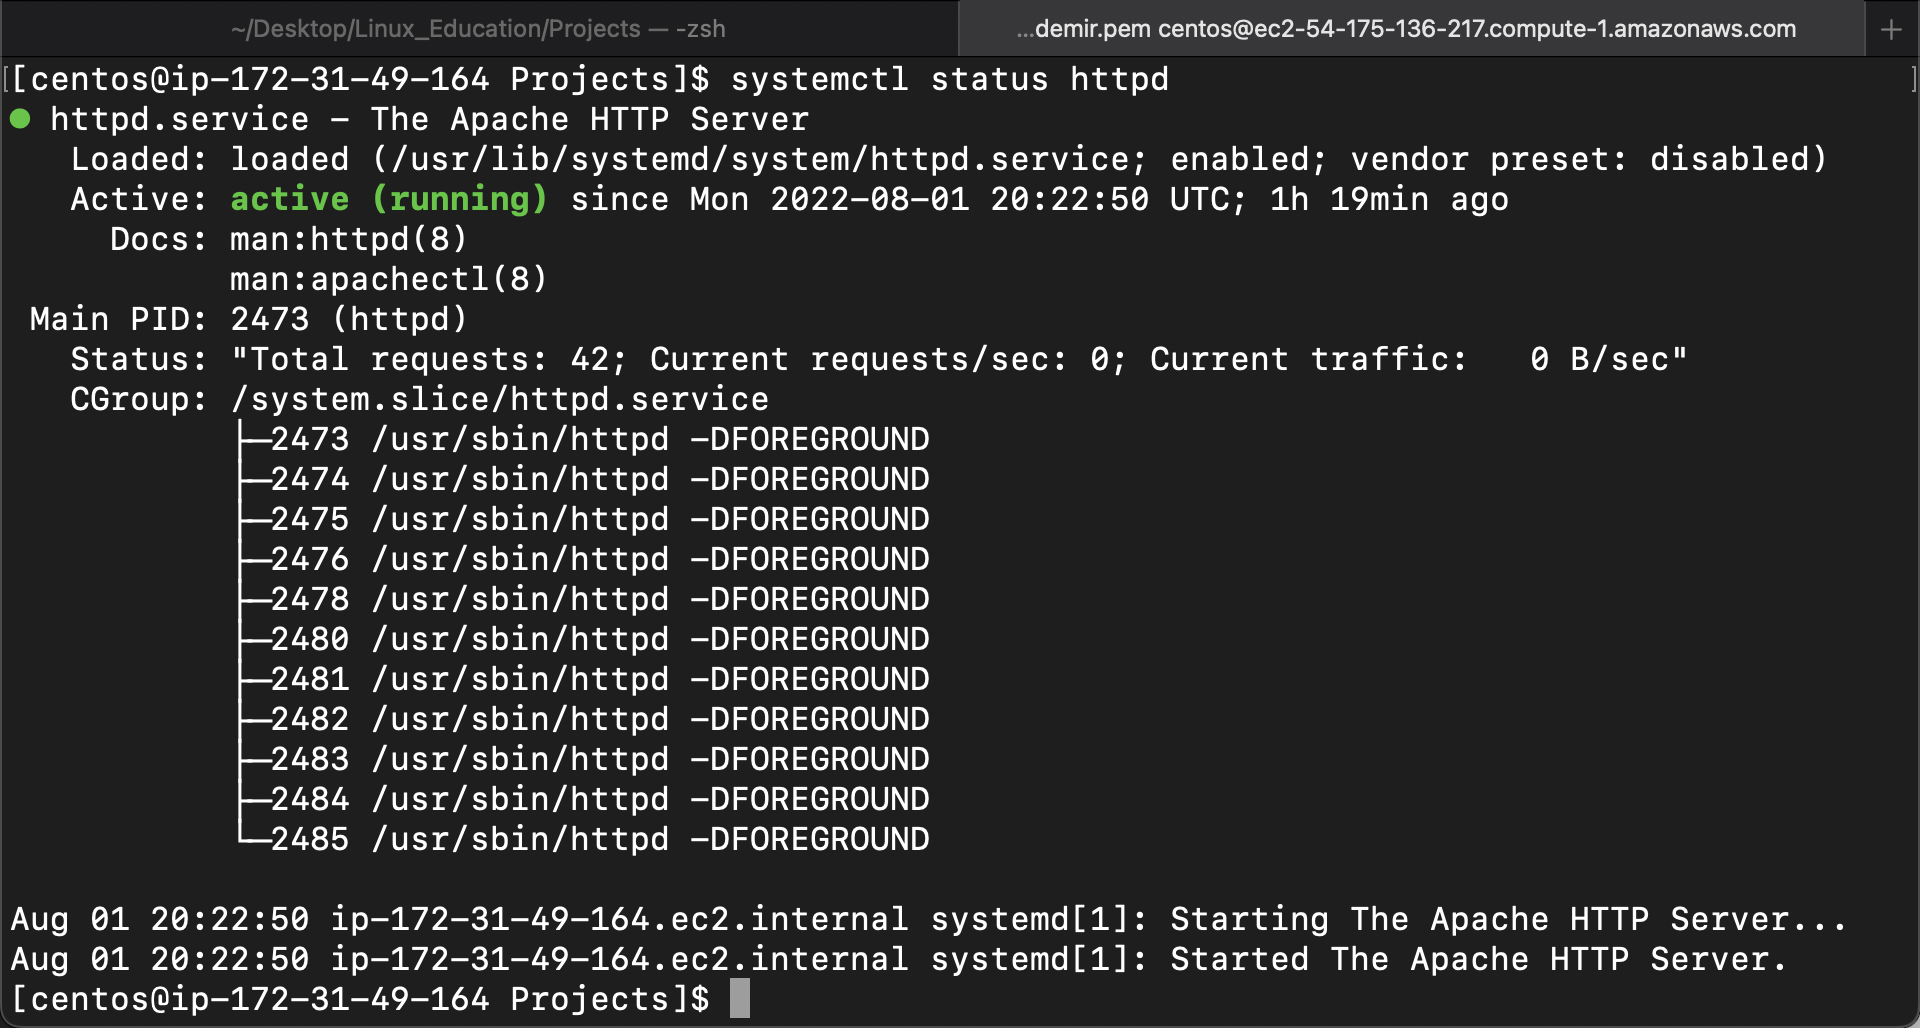 ~/Desktop/Linux_Education/Projects — -zsh
...demir.pem centos@ec2-54-175-136-217.compute-1.amazonaws.com +
[[centos@ip-172-31-49-164 Projects]$ systemctl status httpd ]
● httpd.service - The Apache HTTP Server
   Loaded: loaded (/usr/lib/systemd/system/httpd.service; enabled; vendor preset: disabled)
   Active: active (running) since Mon 2022-08-01 20:22:50 UTC; 1h 19min ago
     Docs: man:httpd(8)
           man:apachectl(8)
 Main PID: 2473 (httpd)
   Status: "Total requests: 42; Current requests/sec: 0; Current traffic:   0 B/sec"
   CGroup: /system.slice/httpd.service
           ├─2473 /usr/sbin/httpd -DFOREGROUND
           ├─2474 /usr/sbin/httpd -DFOREGROUND
           ├─2475 /usr/sbin/httpd -DFOREGROUND
           ├─2476 /usr/sbin/httpd -DFOREGROUND
           ├─2478 /usr/sbin/httpd -DFOREGROUND
           ├─2480 /usr/sbin/httpd -DFOREGROUND
           ├─2481 /usr/sbin/httpd -DFOREGROUND
           ├─2482 /usr/sbin/httpd -DFOREGROUND
           ├─2483 /usr/sbin/httpd -DFOREGROUND
           ├─2484 /usr/sbin/httpd -DFOREGROUND
           └─2485 /usr/sbin/httpd -DFOREGROUND

Aug 01 20:22:50 ip-172-31-49-164.ec2.internal systemd[1]: Starting The Apache HTTP Server...
Aug 01 20:22:50 ip-172-31-49-164.ec2.internal systemd[1]: Started The Apache HTTP Server.
[centos@ip-172-31-49-164 Projects]$